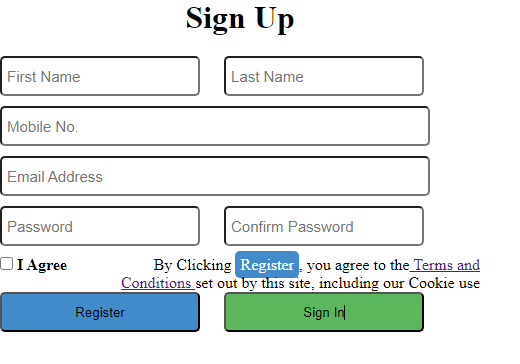 Sign Up
First Name Last Name
Mobile No.
Email Address
Password Confirm Password
I Agree By Clicking Register, you agree to the Terms and
Conditions set out by this site, including our Cookie use
Register Sign In